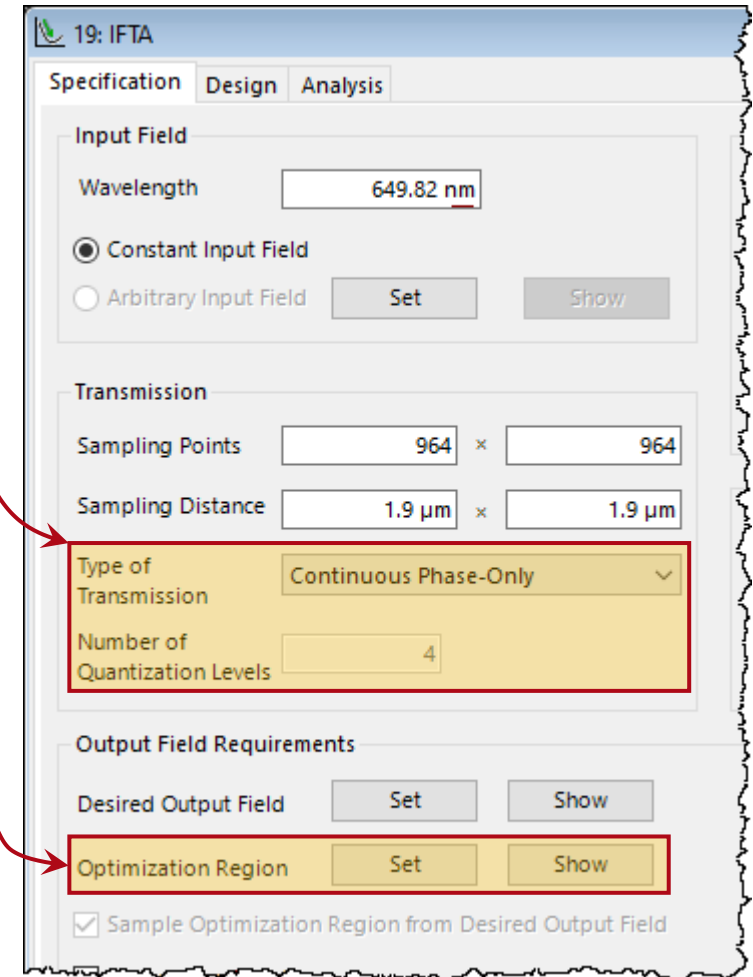 19: IFTA
Specification Design Analysis
Input Field
Wavelength 649.82 nm
Constant Input Field
Arbitrary Input Field Set Show
Transmission
Sampling Points 964 × 964
Sampling Distance 1.9 µm × 1.9 µm
Type of
Transmission Continuous Phase-Only
Number of
Quantization Levels 4
Output Field Requirements
Desired Output Field Set Show
Optimization Region Set Show
Sample Optimization Region from Desired Output Field